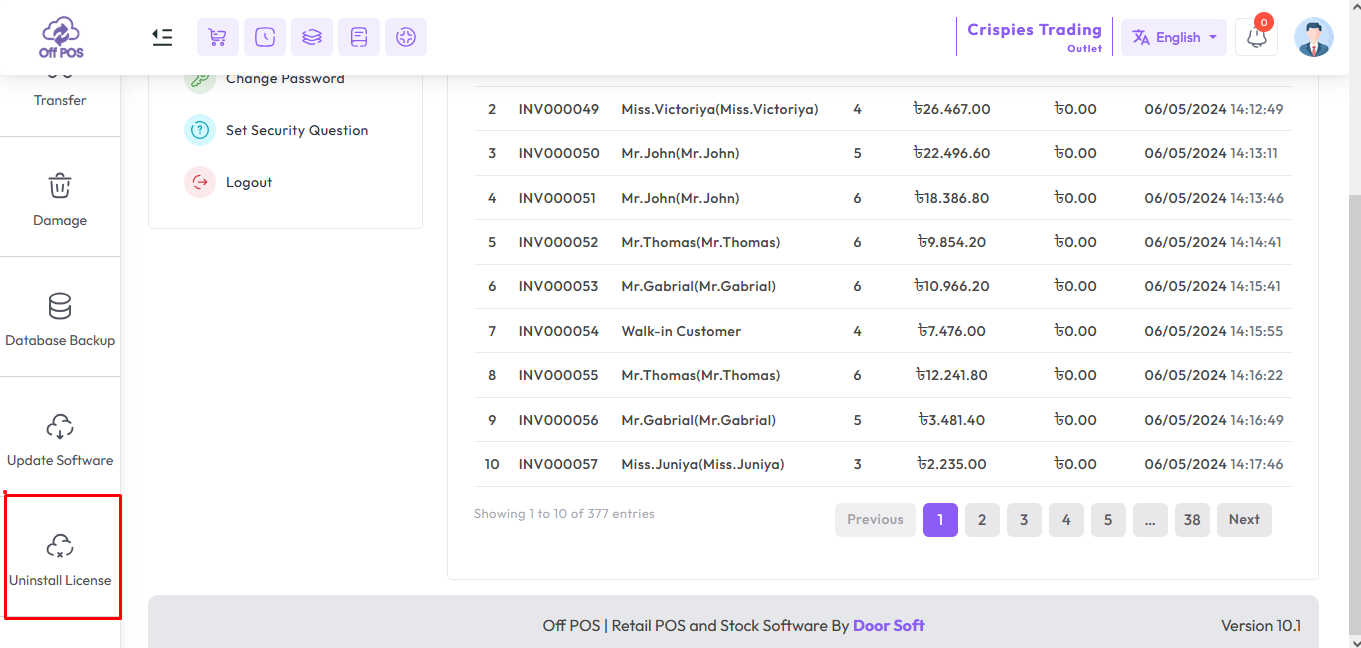 Off POS
Crispies Trading
Outlet
English
0
Transfer
Damage
Database Backup
Update Software
Uninstall License
Change Password
Set Security Question
Logout
2 INV000049 Miss.Victoriya(Miss.Victoriya) 4 ৳26.467.00 ৳0.00 06/05/2024 14:12:49
3 INV000050 Mr.John(Mr.John) 5 ৳22.496.60 ৳0.00 06/05/2024 14:13:11
4 INV000051 Mr.John(Mr.John) 6 ৳18.386.80 ৳0.00 06/05/2024 14:13:46
5 INV000052 Mr.Thomas(Mr.Thomas) 6 ৳9.854.20 ৳0.00 06/05/2024 14:14:41
6 INV000053 Mr.Gabrial(Mr.Gabrial) 6 ৳10.966.20 ৳0.00 06/05/2024 14:15:41
7 INV000054 Walk-in Customer 4 ৳7.476.00 ৳0.00 06/05/2024 14:15:55
8 INV000055 Mr.Thomas(Mr.Thomas) 6 ৳12.241.80 ৳0.00 06/05/2024 14:16:22
9 INV000056 Mr.Gabrial(Mr.Gabrial) 5 ৳3.481.40 ৳0.00 06/05/2024 14:16:49
10 INV000057 Miss.Juniya(Miss.Juniya) 3 ৳2.235.00 ৳0.00 06/05/2024 14:17:46
Showing 1 to 10 of 377 entries
Previous 1 2 3 4 5 ... 38 Next
Off POS | Retail POS and Stock Software By Door Soft
Version 10.1